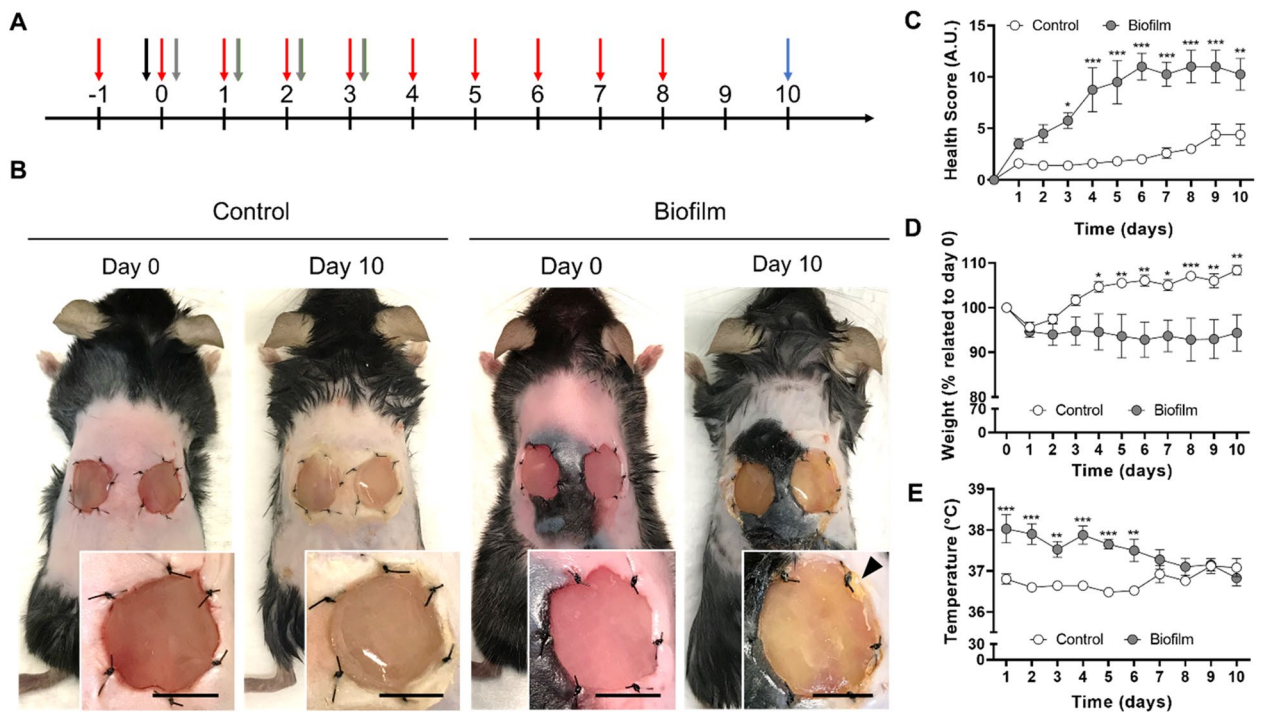 A
-1 0 1 2 3 4 5 6 7 8 9 10
B
Control Biofilm
Day 0 Day 10 Day 0 Day 10
C
Control Biofilm
Health Score (A.U.)
15
10
5
0
* *** *** *** *** *** *** **
1 2 3 4 5 6 7 8 9 10
Time (days)
D
Weight (% related to day 0)
110
100
90
80
70
0
* ** ** * *** ** **
Control Biofilm
0 1 2 3 4 5 6 7 8 9 10
Time (days)
E
Temperature (°C)
39
38
37
36
30
0
*** *** ** *** *** **
Control Biofilm
1 2 3 4 5 6 7 8 9 10
Time (days)